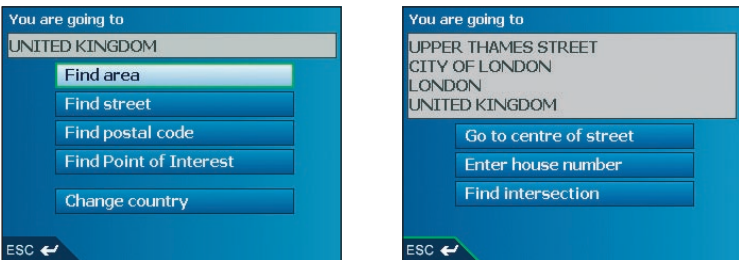 You are going to
UNITED KINGDOM
Find area
Find street
Find postal code
Find Point of Interest
Change country
ESC
You are going to
UPPER THAMES STREET
CITY OF LONDON
LONDON
UNITED KINGDOM
Go to centre of street
Enter house number
Find intersection
ESC